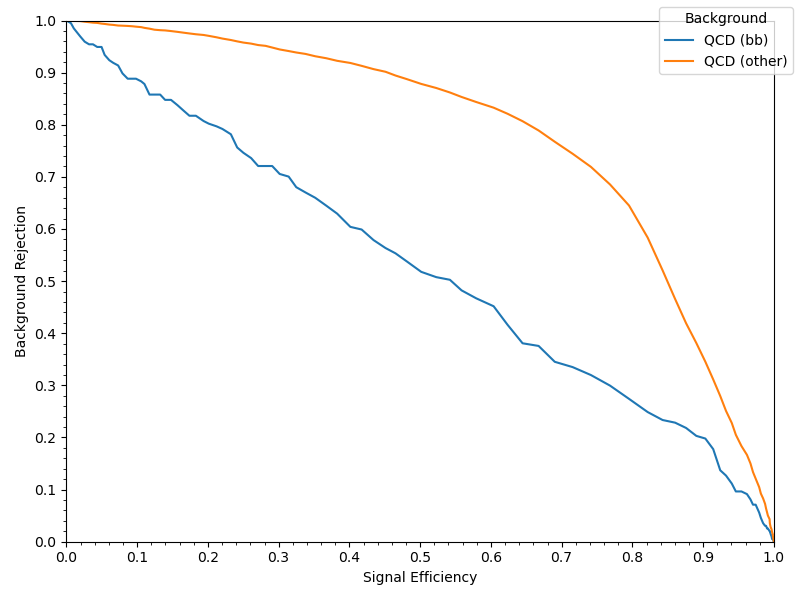 Background
QCD (bb)
QCD (other)
1.0
0.9
0.8
0.7
0.6
0.5
0.4
0.3
0.2
0.1
0.0
Background Rejection
0.0 0.1 0.2 0.3 0.4 0.5 0.6 0.7 0.8 0.9 1.0
Signal Efficiency